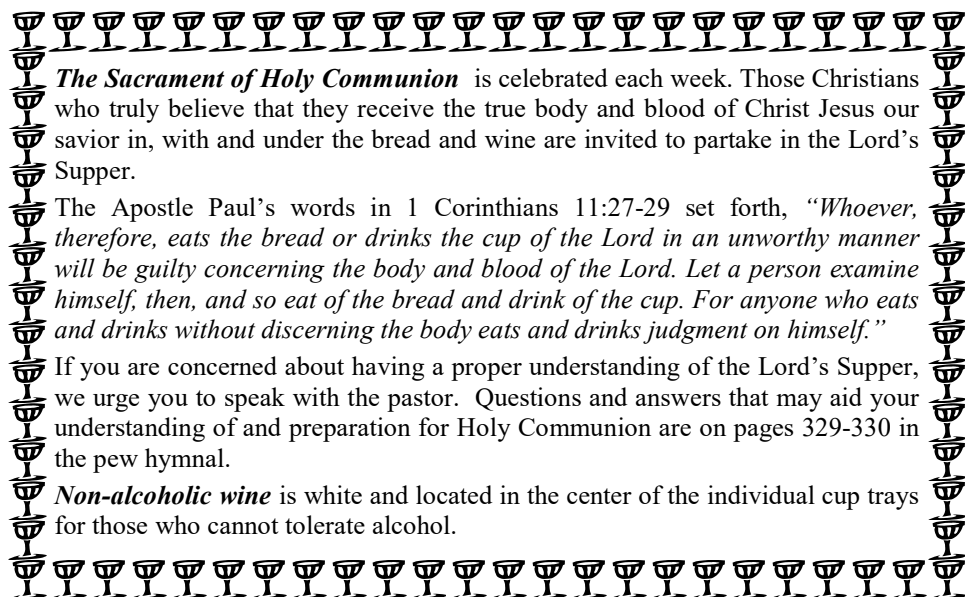 The Sacrament of Holy Communion is celebrated each week. Those Christians
who truly believe that they receive the true body and blood of Christ Jesus our
savior in, with and under the bread and wine are invited to partake in the Lord’s
Supper.
The Apostle Paul’s words in 1 Corinthians 11:27-29 set forth, “Whoever,
therefore, eats the bread or drinks the cup of the Lord in an unworthy manner
will be guilty concerning the body and blood of the Lord. Let a person examine
himself, then, and so eat of the bread and drink of the cup. For anyone who eats
and drinks without discerning the body eats and drinks judgment on himself.”
If you are concerned about having a proper understanding of the Lord’s Supper,
we urge you to speak with the pastor. Questions and answers that may aid your
understanding of and preparation for Holy Communion are on pages 329-330 in
the pew hymnal.
Non-alcoholic wine is white and located in the center of the individual cup trays
for those who cannot tolerate alcohol.